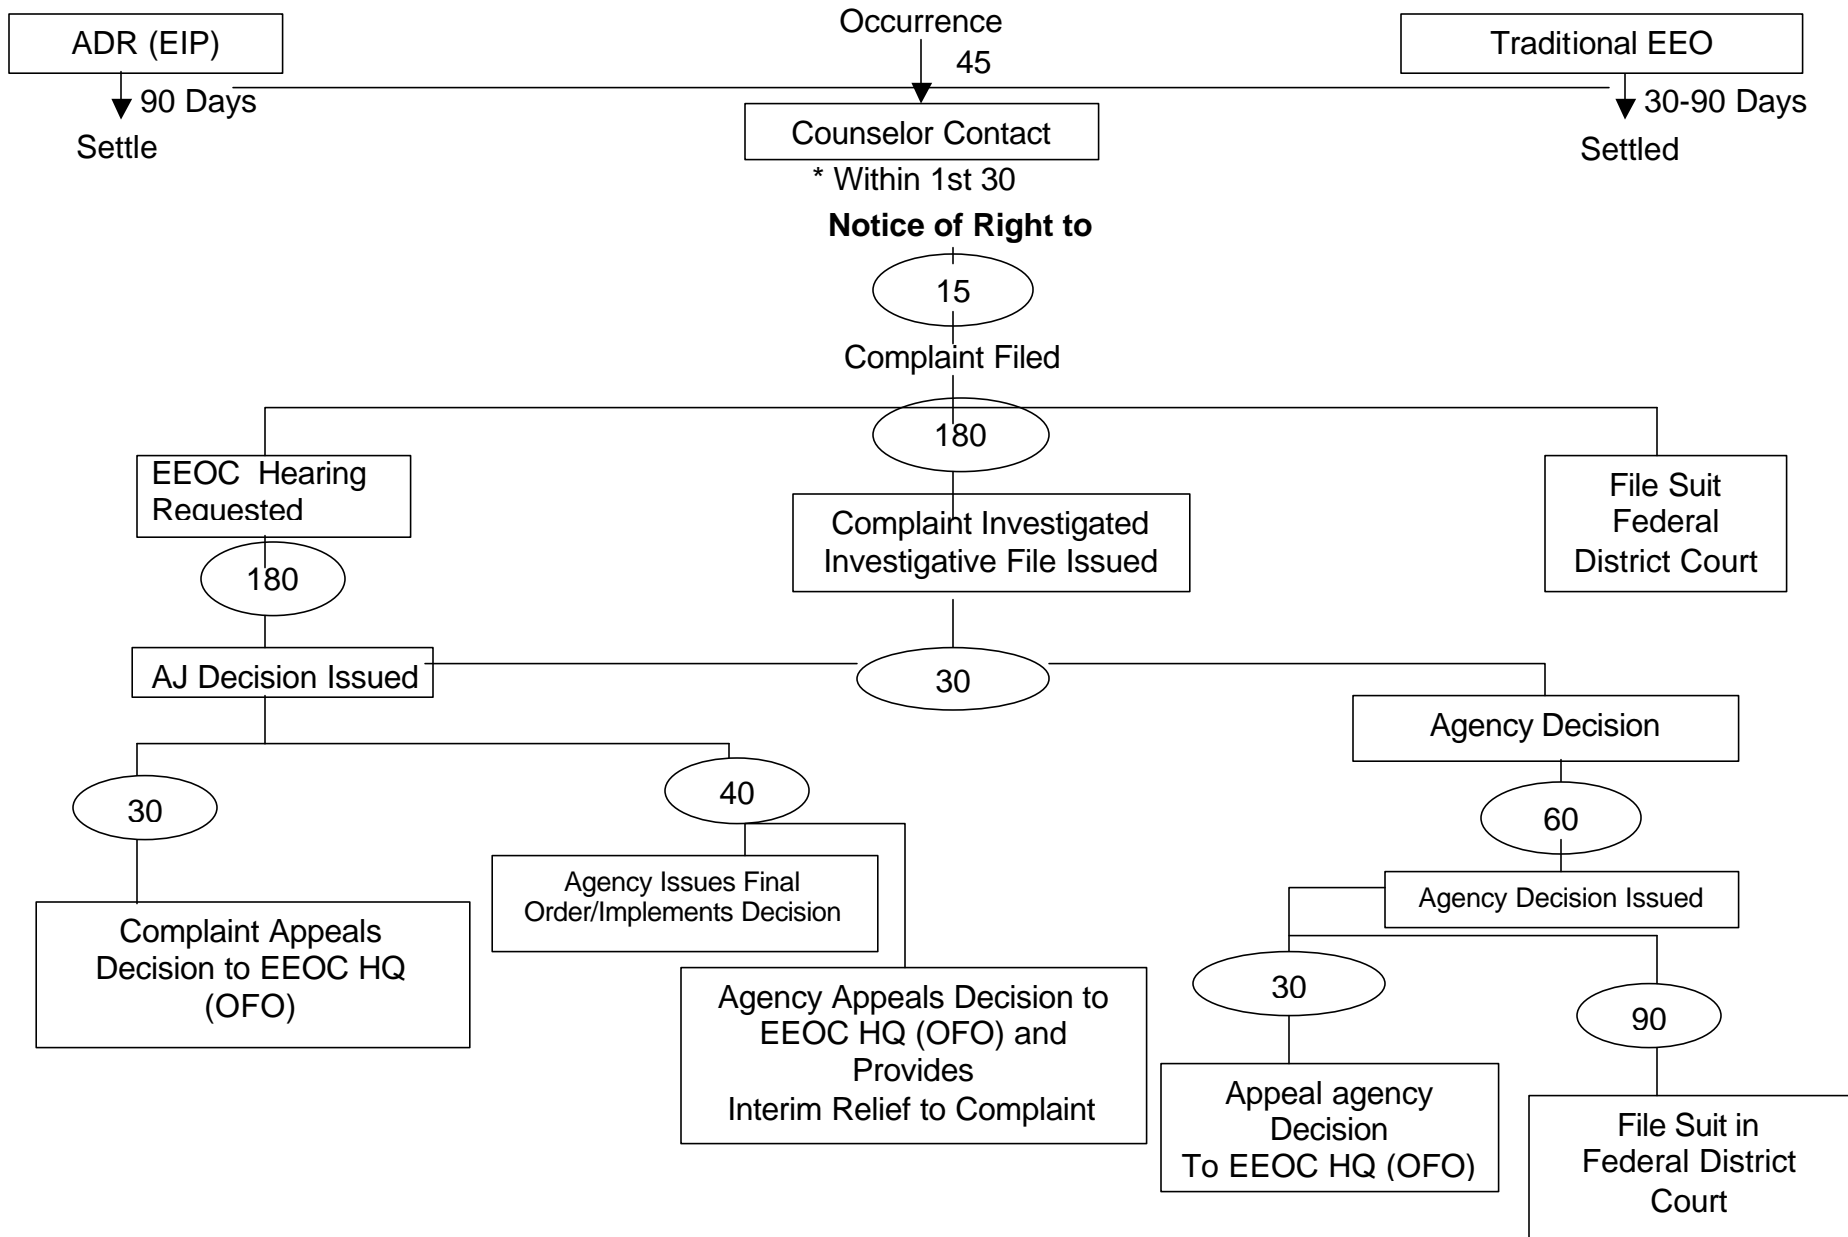 ADR (EIP)
Occurrence
Traditional EEO
45
90 Days
30-90 Days
Settle
Counselor Contact
Settled
* Within 1st 30
Notice of Right to
15
Complaint Filed
180
EEOC Hearing
Requested
Complaint Investigated
Investigative File Issued
File Suit
Federal
District Court
180
AJ Decision Issued
30
Agency Decision
30
40
60
Agency Issues Final
Order/Implements Decision
Agency Decision Issued
Complaint Appeals
Decision to EEOC HQ
(OFO)
Agency Appeals Decision to
EEOC HQ (OFO) and
Provides
Interim Relief to Complaint
30
90
Appeal agency
Decision
To EEOC HQ (OFO)
File Suit in
Federal District
Court